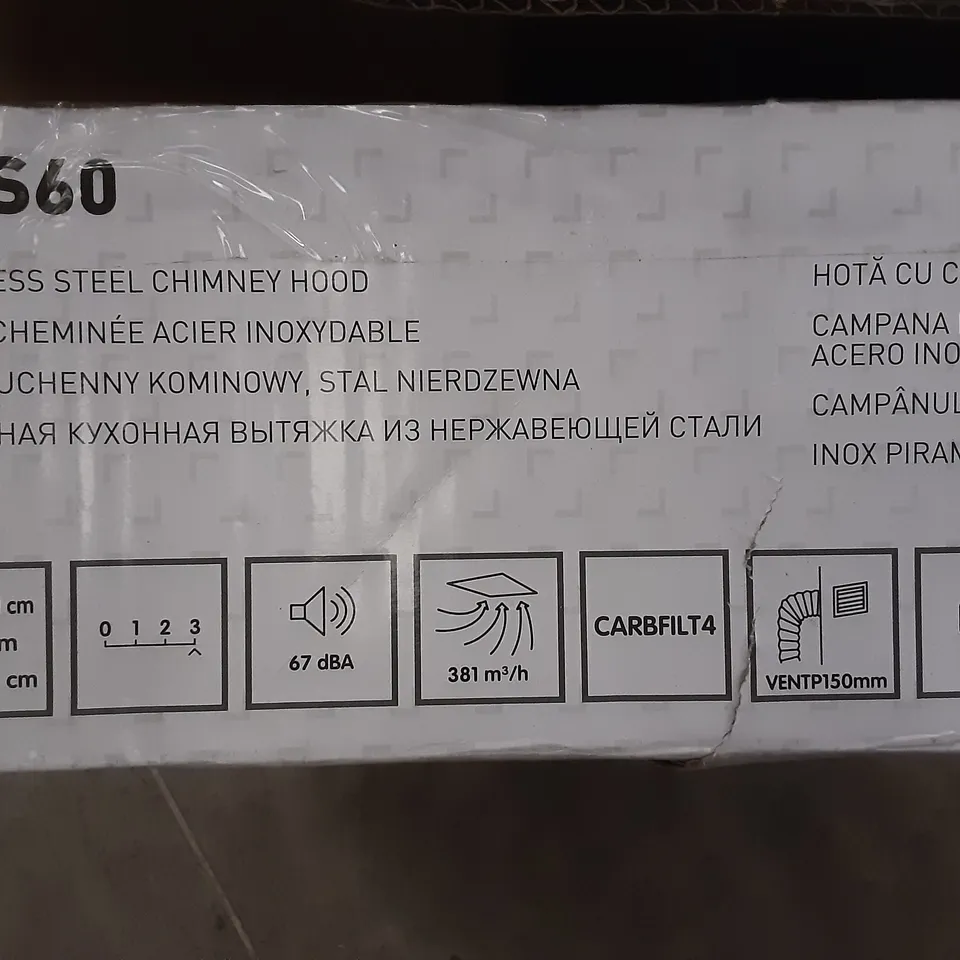 S60
ESS STEEL CHIMNEY HOOD
CHEMINÉE ACIER INOXYDABLE
UCHENNY KOMINOWY, STAL NIERDZEWNA
НАЯ КУХОННАЯ ВЫТЯЖКА ИЗ НЕРЖАВЕЮЩЕЙ СТАЛИ
HOTĂ CU C
CAMPANA
ACERO INO
CAMPÂNUL
INOX PIRAM
cm
m
cm
0 1 2 3
67 dBA
381 m³/h
CARBFILT4
VENTP150mm